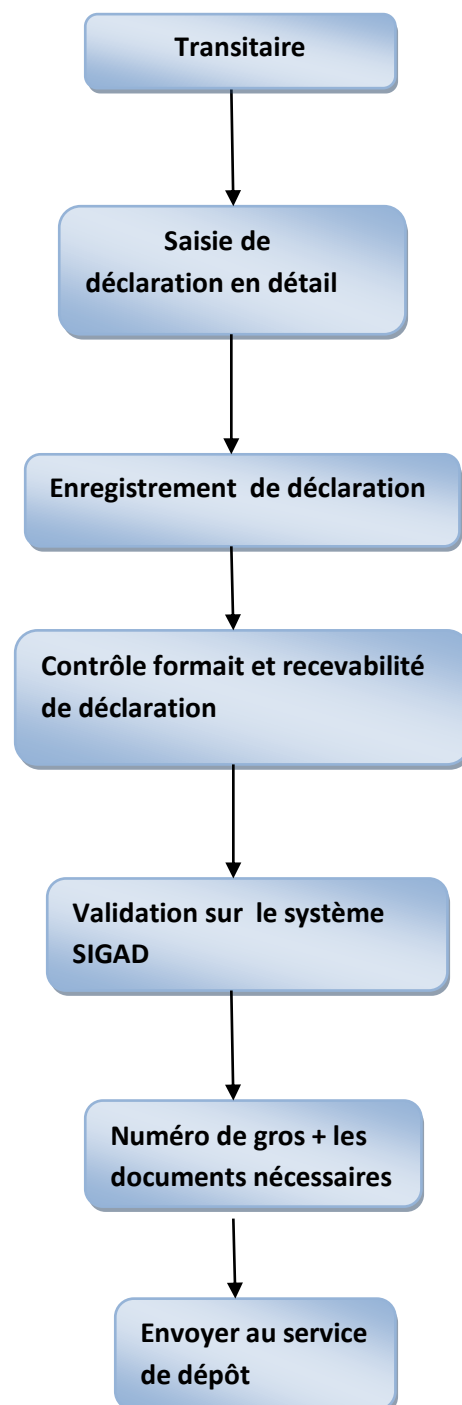 Transitaire
Saisie de
déclaration en détail
Enregistrement de déclaration
Contrôle formait et recevabilité
de déclaration
Validation sur le système
SIGAD
Numéro de gros + les
documents nécessaires
Envoyer au service
de dépôt